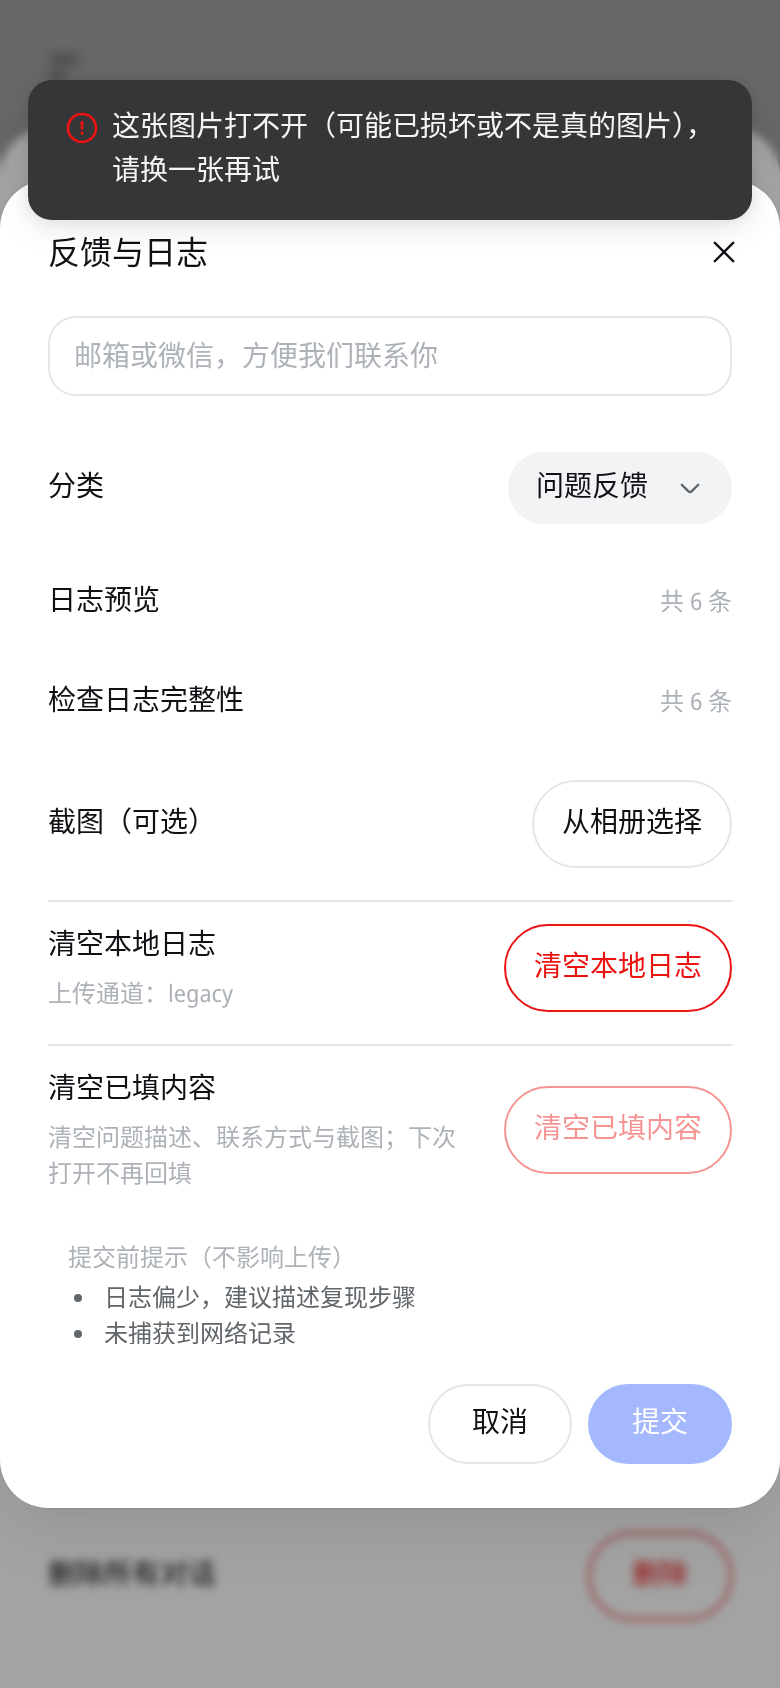 这张图片打不开（可能已损坏或不是真的图片），
请换一张再试
反馈与日志
邮箱或微信，方便我们联系你
分类
问题反馈
日志预览
共 6 条
检查日志完整性
共 6 条
截图（可选）
从相册选择
清空本地日志
上传通道：legacy
清空本地日志
清空已填内容
清空问题描述、联系方式与截图；下次
打开不再回填
清空已填内容
提交前提示（不影响上传）
日志偏少，建议描述复现步骤
未捕获到网络记录
取消
提交
删除所有对话
删除